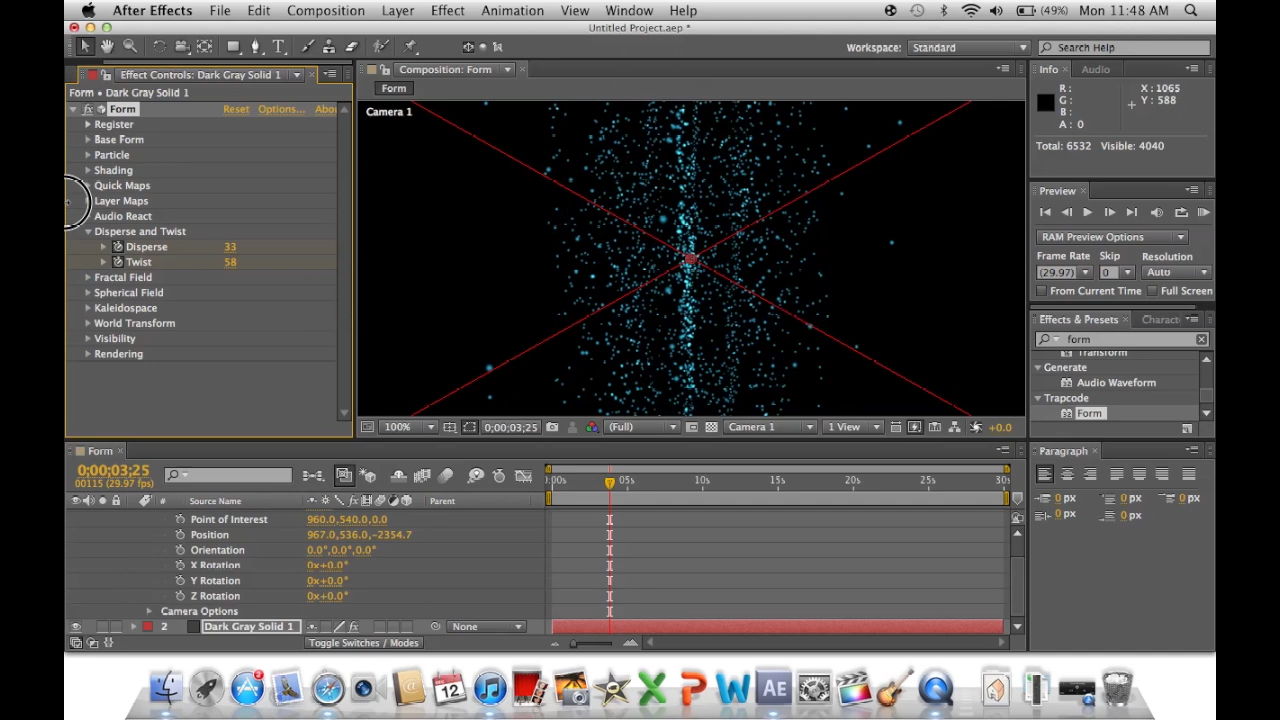 After Effects File Edit Composition Layer Effect Animation View Window Help (49%) Mon 11:48 AM
Untitled Project.aep *
Workspace: Standard Search Help
Effect Controls: Dark Gray Solid 1
Form • Dark Gray Solid 1
Form Reset Options... Abou
Register
Base Form
Particle
Shading
Quick Maps
Layer Maps
Audio React
Disperse and Twist
Disperse 33
Twist 58
Fractal Field
Spherical Field
Kaleidospace
World Transform
Visibility
Rendering
Composition: Form
Form
Camera 1
100% 0;00;03;25 (Full) Camera 1 1 View +0.0
Info Audio
R: X: 1065
G: Y: 588
B:
A: 0
Total: 6532 Visible: 4040
Preview
RAM Preview Options
Frame Rate Skip Resolution
(29.97) 0 Auto
From Current Time Full Screen
Effects & Presets Charact
form
Transform
Generate
Audio Waveform
Trapcode
Form
Form
0;00;03;25
00115 (29.97 fps)
:00s 05s 10s 15s 20s 25s 30s
# Source Name Parent
Point of Interest 960.0,540.0,0.0
Position 967.0,536.0,-2354.7
Orientation 0.0°,0.0°,0.0°
X Rotation 0x+0.0°
Y Rotation 0x+0.0°
Z Rotation 0x+0.0°
Camera Options
2 Dark Gray Solid 1 None
Toggle Switches / Modes
Paragraph
0 px 0 px 0 px
0 px 0 px
2
DEC
12
AE